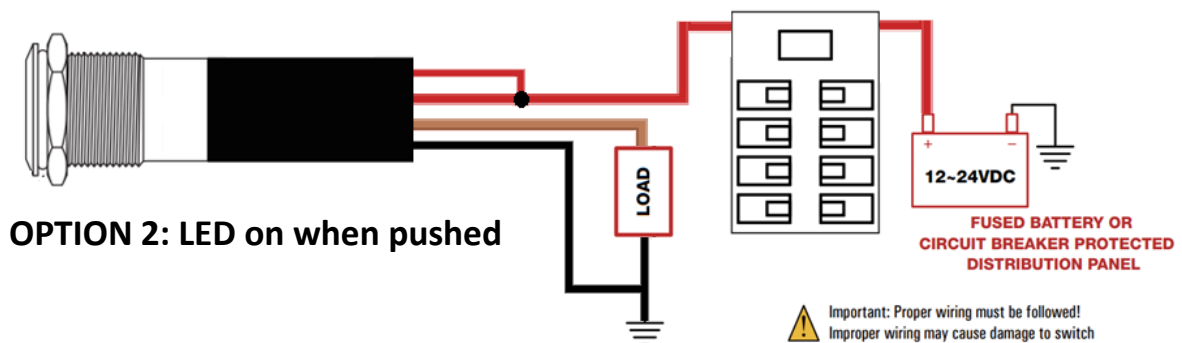 LOAD
+ −
12~24VDC
OPTION 2: LED on when pushed
FUSED BATTERY OR
CIRCUIT BREAKER PROTECTED
DISTRIBUTION PANEL
! Important: Proper wiring must be followed!
Improper wiring may cause damage to switch